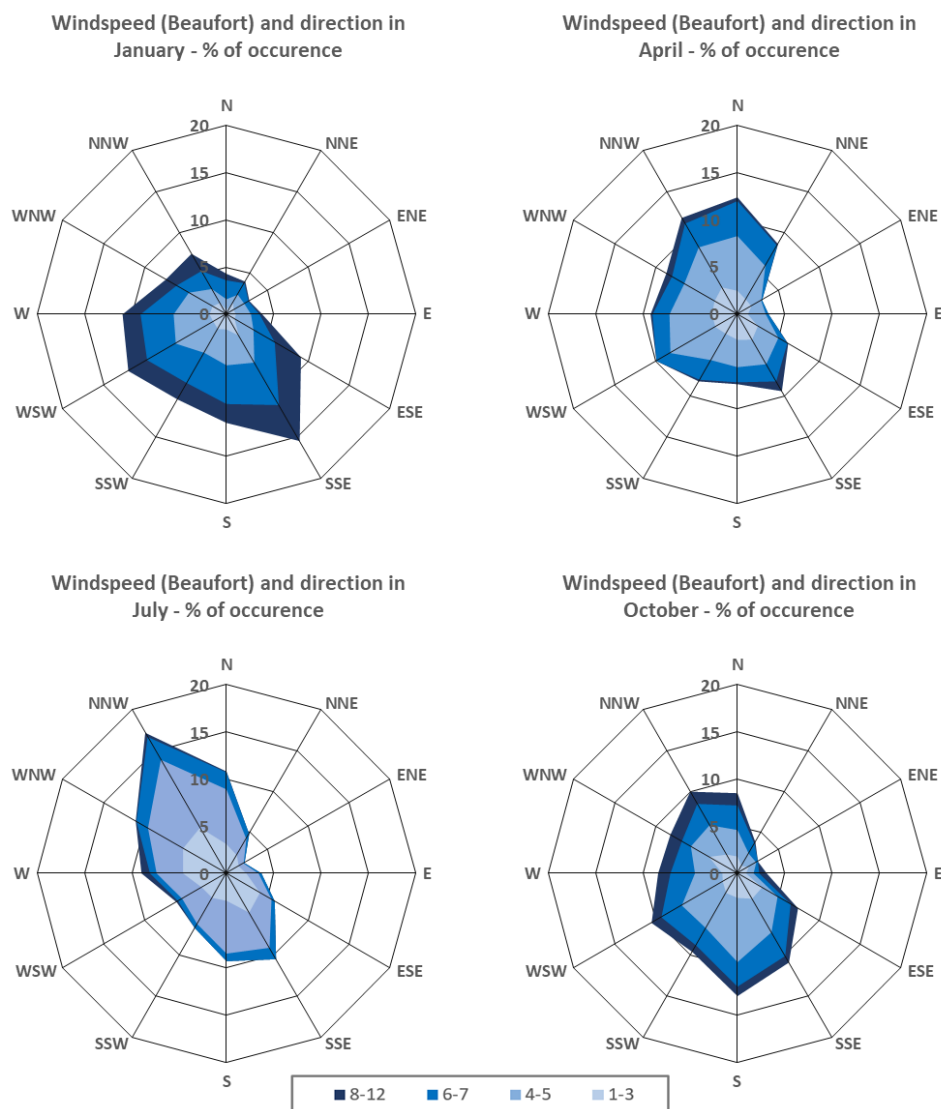 Windspeed (Beaufort) and direction in
January - % of occurence
N
20
NNW
NNE
15
WNW
10
ENE
5
W
0
E
WSW
ESE
SSW
SSE
S
Windspeed (Beaufort) and direction in
April - % of occurence
N
20
NNW
NNE
15
WNW
10
ENE
5
W
0
E
WSW
ESE
SSW
SSE
S
Windspeed (Beaufort) and direction in
July - % of occurence
N
20
NNW
NNE
15
WNW
10
ENE
5
W
0
E
WSW
ESE
SSW
SSE
S
Windspeed (Beaufort) and direction in
October - % of occurence
N
20
NNW
NNE
15
WNW
10
ENE
5
W
0
E
WSW
ESE
SSW
SSE
S
8-12 6-7 4-5 1-3